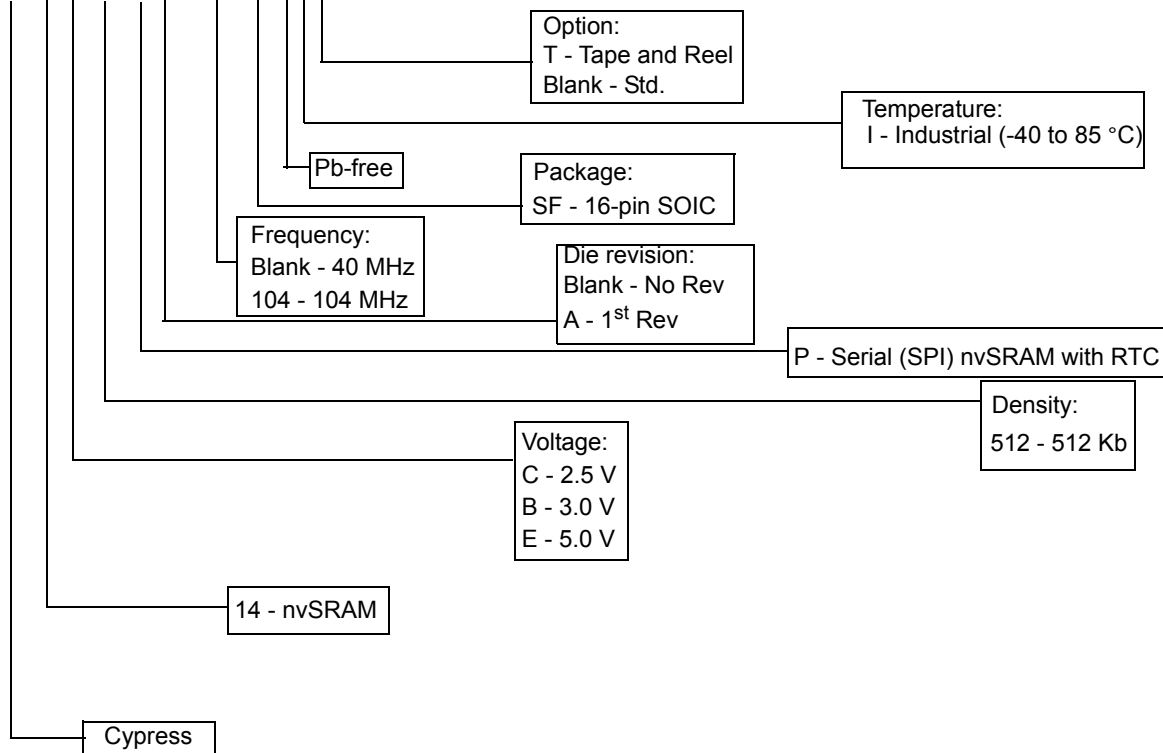 Option:
T - Tape and Reel
Blank - Std.
Temperature:
I - Industrial (-40 to 85 °C)
Pb-free
Package:
SF - 16-pin SOIC
Frequency:
Blank - 40 MHz
104 - 104 MHz
Die revision:
Blank - No Rev
A - 1st Rev
P - Serial (SPI) nvSRAM with RTC
Density:
512 - 512 Kb
Voltage:
C - 2.5 V
B - 3.0 V
E - 5.0 V
14 - nvSRAM
Cypress